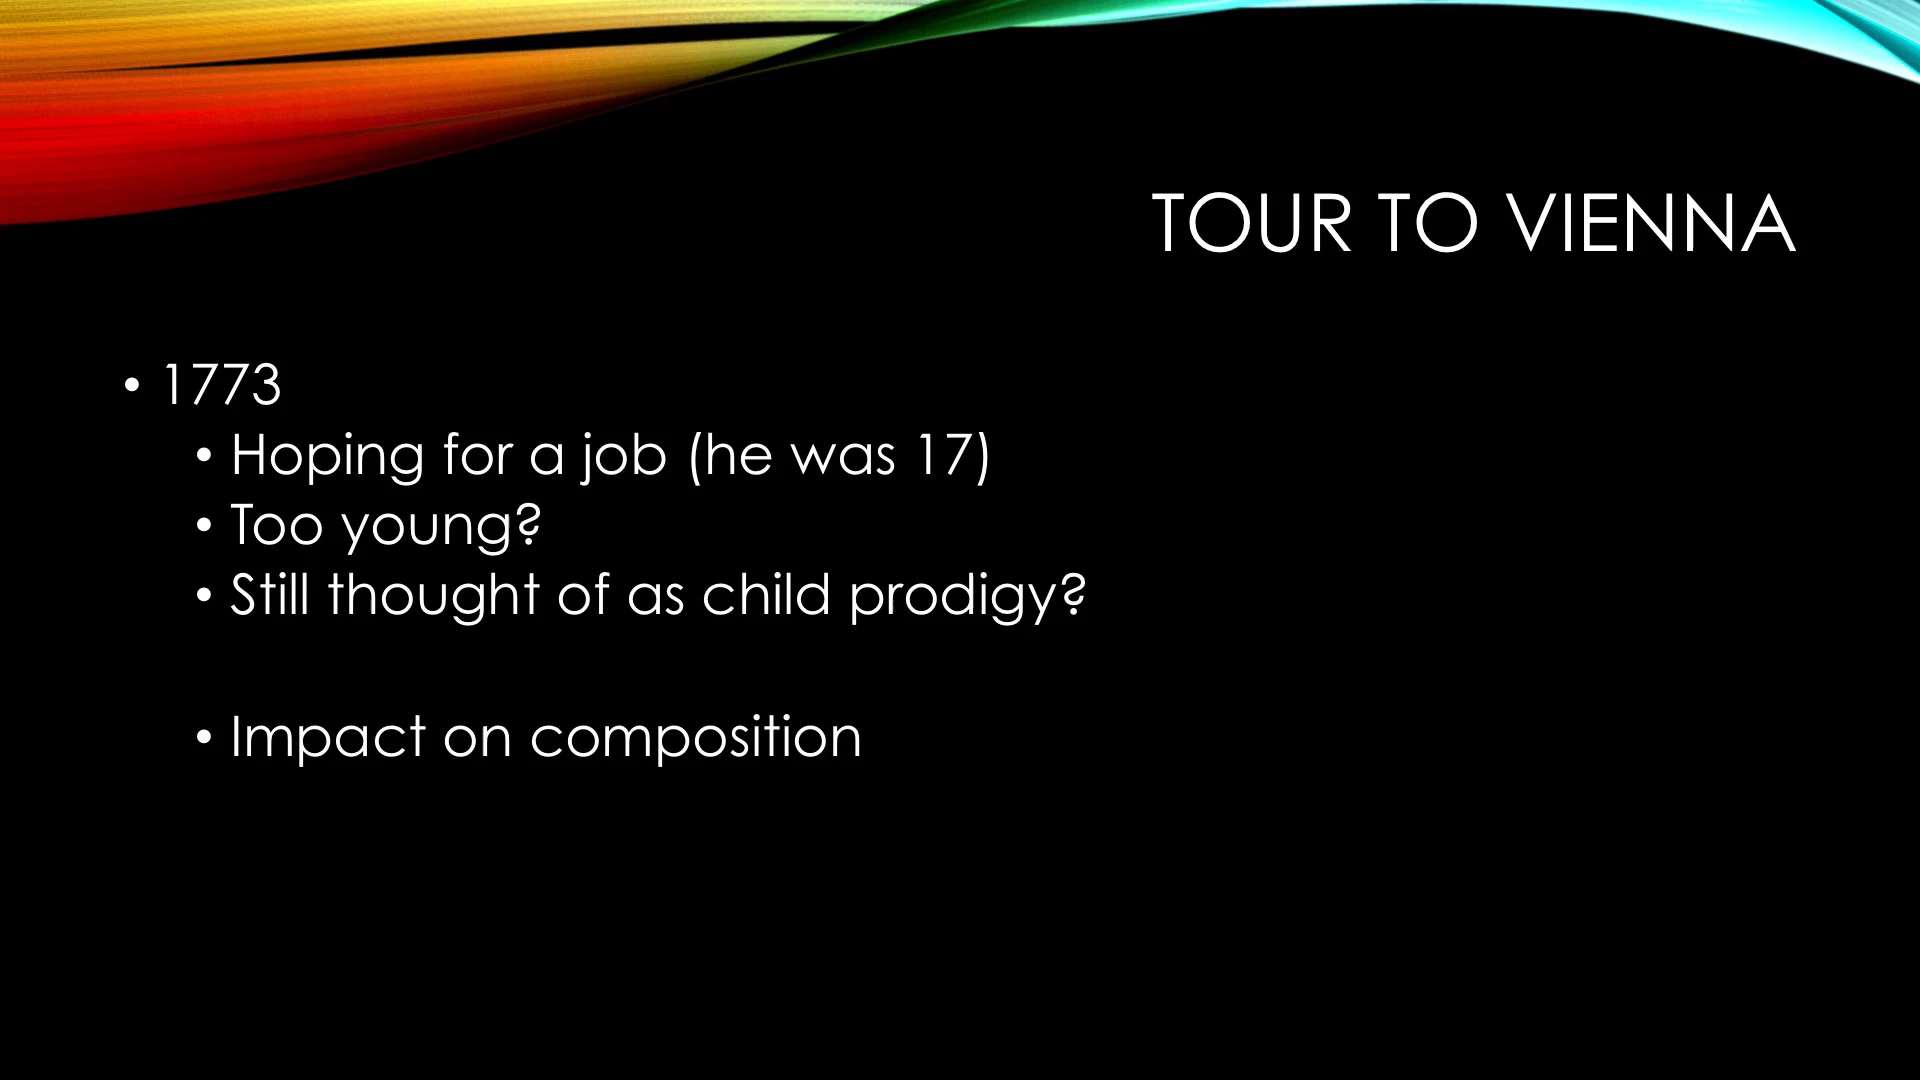 TOUR TO VIENNA
• 1773
• Hoping for a job (he was 17)
• Too young?
• Still thought of as child prodigy?
• Impact on composition